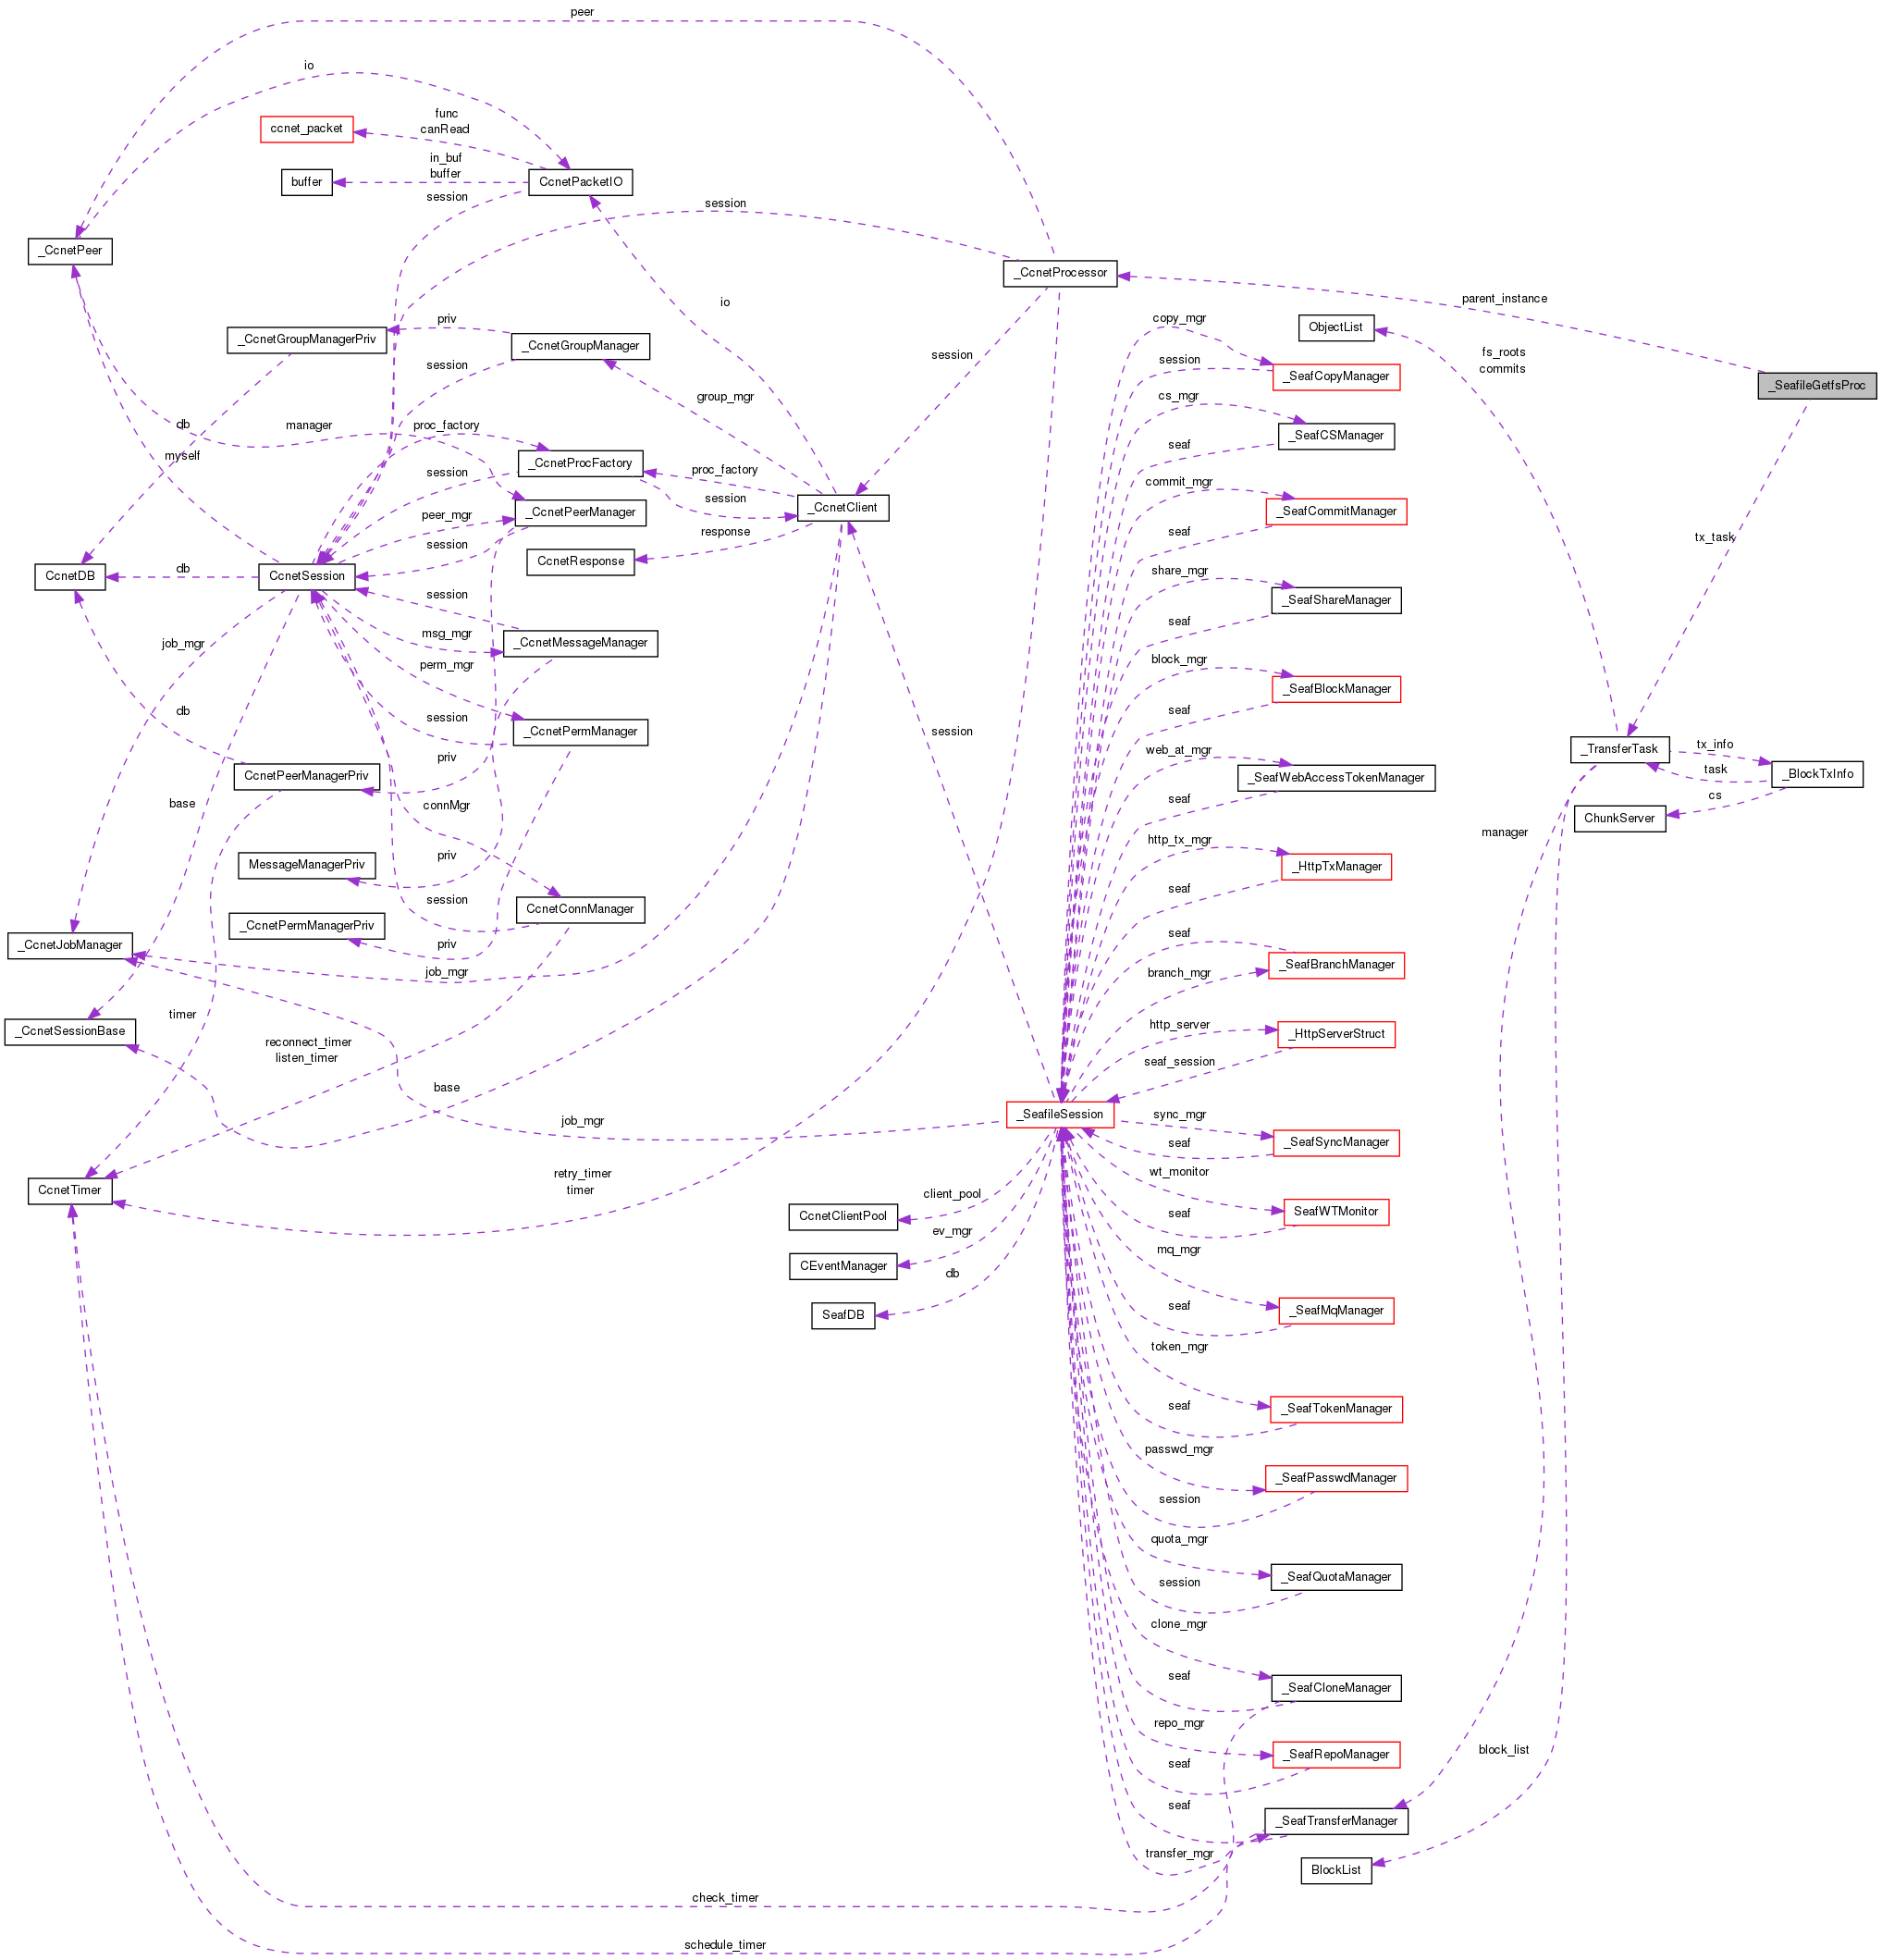 peer
io
func
canRead
ccnet_packet
in_buf
buffer
buffer
CcnetPacketIO
session
session
_CcnetPeer
_CcnetProcessor
parent_instance
io
copy_mgr
ObjectList
priv
_CcnetGroupManagerPriv
_CcnetGroupManager
session
session
session
fs_roots
commits
_SeafCopyManager
_SeafileGetfsProc
cs_mgr
group_mgr
db
manager
proc_factory
_SeafCSManager
seaf
myself
_CcnetProcFactory
session
proc_factory
session
commit_mgr
_CcnetPeerManager
_CcnetClient
_SeafCommitManager
peer_mgr
response
seaf
tx_task
session
CcnetResponse
CcnetDB
db
CcnetSession
share_mgr
session
_SeafShareManager
seaf
job_mgr
msg_mgr
_CcnetMessageManager
perm_mgr
block_mgr
_SeafBlockManager
db
session
_CcnetPermManager
seaf
session
_TransferTask
tx_info
web_at_mgr
priv
CcnetPeerManagerPriv
_SeafWebAccessTokenManager
task
_BlockTxInfo
base
connMgr
seaf
cs
ChunkServer
manager
http_tx_mgr
MessageManagerPriv
priv
_HttpTxManager
seaf
session
CcnetConnManager
_CcnetPermManagerPriv
seaf
_CcnetJobManager
priv
job_mgr
branch_mgr
_SeafBranchManager
timer
_CcnetSessionBase
http_server
_HttpServerStruct
reconnect_timer
listen_timer
seaf_session
base
job_mgr
_SeafileSession
sync_mgr
seaf
_SeafSyncManager
retry_timer
timer
wt_monitor
CcnetTimer
client_pool
CcnetClientPool
seaf
SeafWTMonitor
ev_mgr
CEventManager
mq_mgr
db
SeafDB
seaf
_SeafMqManager
token_mgr
seaf
_SeafTokenManager
passwd_mgr
_SeafPasswdManager
session
quota_mgr
_SeafQuotaManager
session
clone_mgr
seaf
_SeafCloneManager
repo_mgr
_SeafRepoManager
block_list
seaf
seaf
_SeafTransferManager
transfer_mgr
BlockList
check_timer
schedule_timer